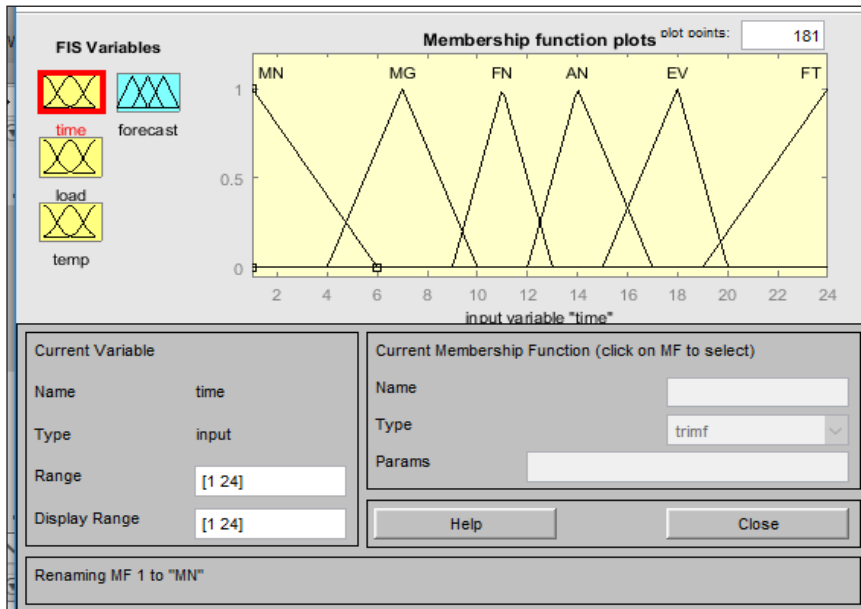 FIS Variables
Membership function plots
plot points:
181
time
forecast
load
temp
MN
MG
FN
AN
EV
FT
1
0.5
0
2 4 6 8 10 12 14 16 18 20 22 24
input variable "time"
Current Variable
Name time
Type input
Range [1 24]
Display Range [1 24]
Current Membership Function (click on MF to select)
Name
Type trimf
Params
Help
Close
Renaming MF 1 to "MN"